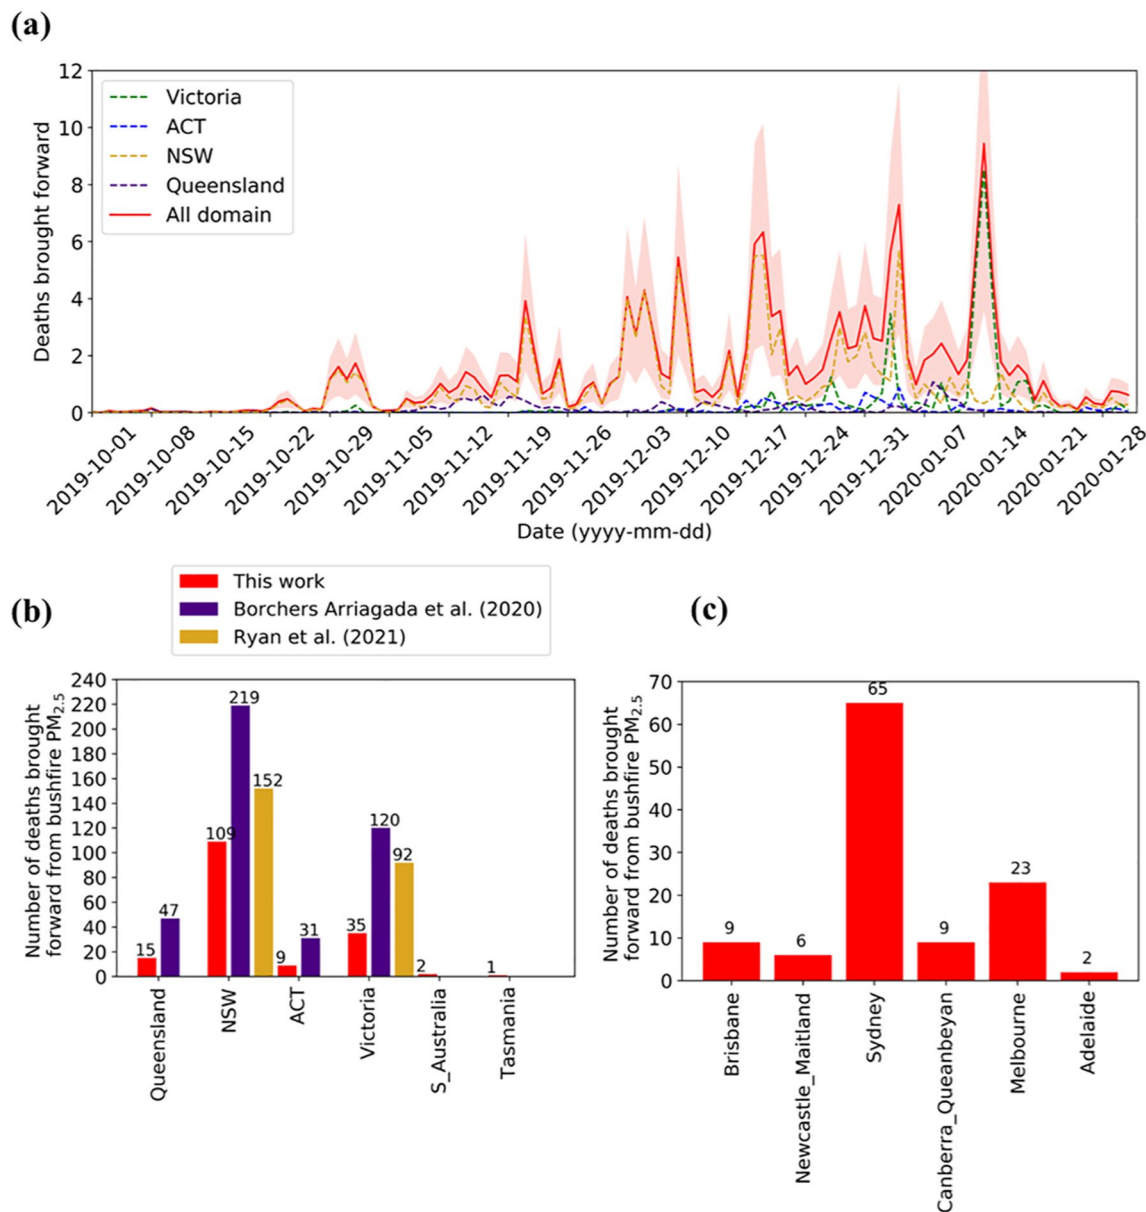 (a)
12
10
8
6
4
2
0
Deaths brought forward
Victoria
ACT
NSW
Queensland
All domain
2019-10-01
2019-10-08
2019-10-15
2019-10-22
2019-10-29
2019-11-05
2019-11-12
2019-11-19
2019-11-26
2019-12-03
2019-12-10
2019-12-17
2019-12-24
2019-12-31
2020-01-07
2020-01-14
2020-01-21
2020-01-28
Date (yyyy-mm-dd)
This work
Borchers Arriagada et al. (2020)
Ryan et al. (2021)
(b)
Number of deaths brought
forward from bushfire PM2.5
240
220
200
180
160
140
120
100
80
60
40
20
0
15
47
109
219
152
9
31
35
120
92
2
1
Queensland
NSW
ACT
Victoria
S_Australia
Tasmania
(c)
Number of deaths brought
forward from bushfire PM2.5
70
60
50
40
30
20
10
0
9
6
65
9
23
2
Brisbane
Newcastle_Maitland
Sydney
Canberra_Queanbeyan
Melbourne
Adelaide